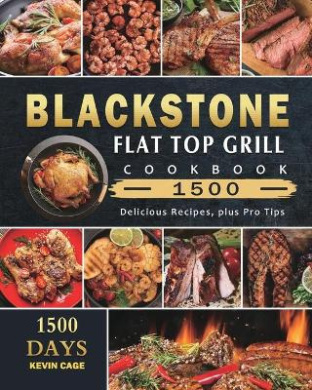 BLACKSTONE
FLAT TOP GRILL
COOKBOOK
1500
Delicious Recipes, plus Pro Tips
1500
DAYS
KEVIN CAGE